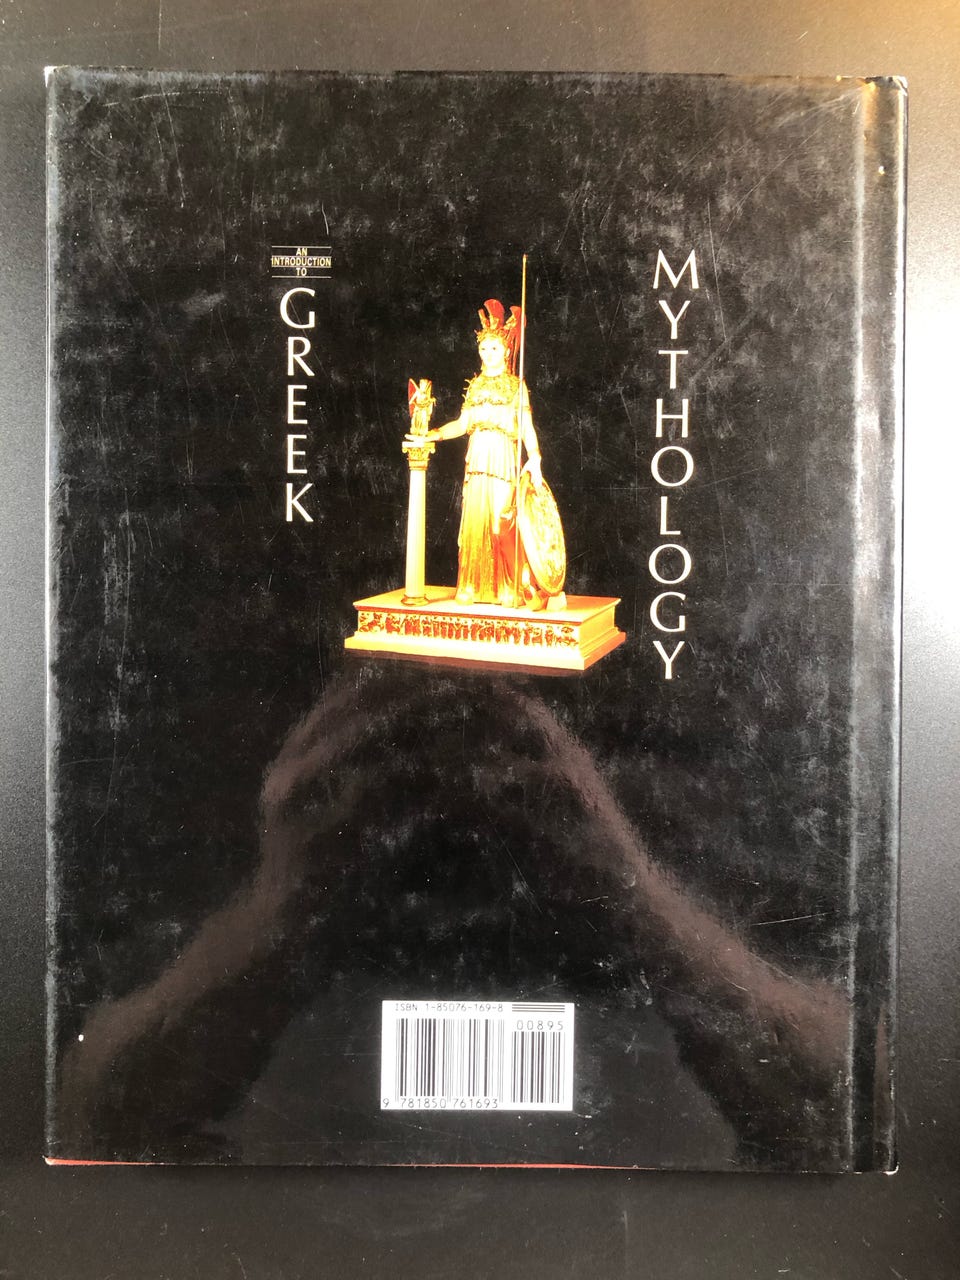 AN
INTRODUCTION
TO
GREEK
MYTHOLOGY
ISBN 1-85076-169-8
00895
9 781850 761693